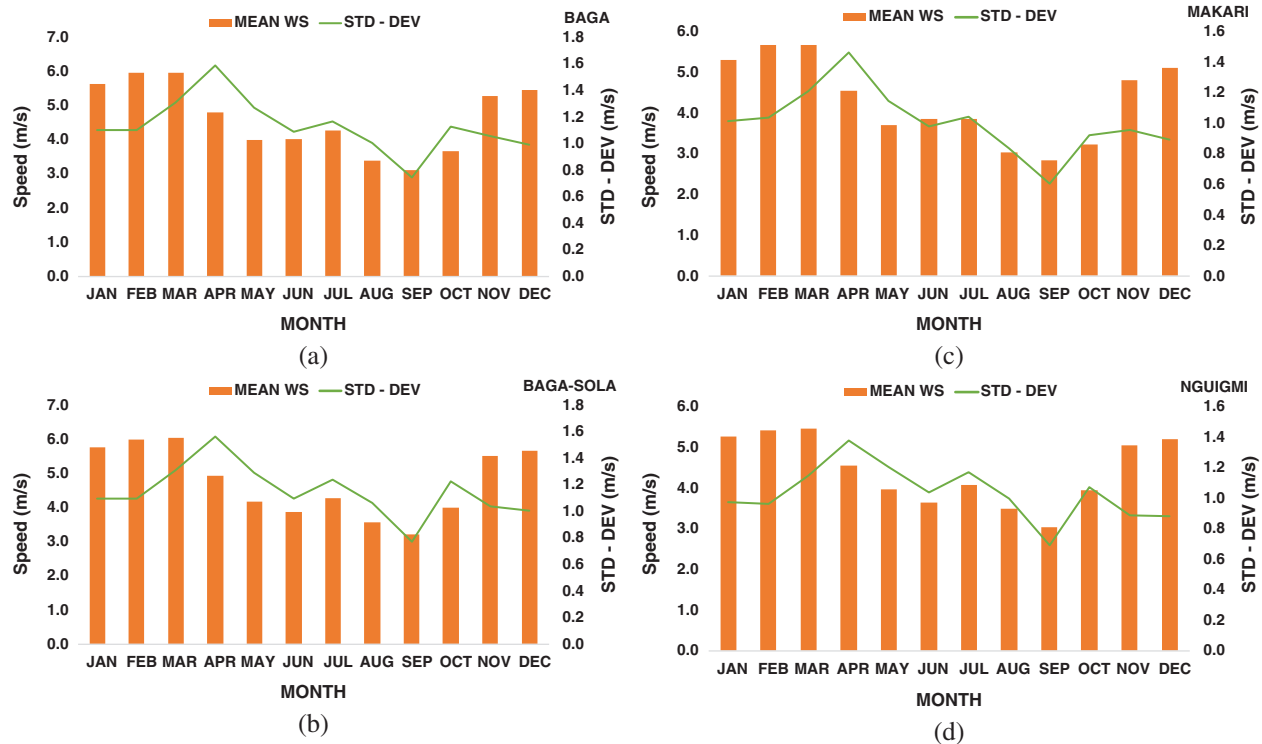 BAGA
MEAN WS STD - DEV
7.0 1.8
6.0 1.6
5.0 1.4
4.0 1.2
3.0 1.0
2.0 0.8
1.0 0.6
0.0 0.4
0.2
0.0
Speed (m/s)
STD - DEV (m/s)
JAN FEB MAR APR MAY JUN JUL AUG SEP OCT NOV DEC
MONTH
(a)
MAKARI
MEAN WS STD - DEV
6.0 1.6
5.0 1.4
4.0 1.2
3.0 1.0
2.0 0.8
1.0 0.6
0.0 0.4
0.2
0.0
Speed (m/s)
STD - DEV (m/s)
JAN FEB MAR APR MAY JUN JUL AUG SEP OCT NOV DEC
MONTH
(c)
BAGA-SOLA
MEAN WS STD - DEV
7.0 1.8
6.0 1.6
5.0 1.4
4.0 1.2
3.0 1.0
2.0 0.8
1.0 0.6
0.0 0.4
0.2
0.0
Speed (m/s)
STD - DEV (m/s)
JAN FEB MAR APR MAY JUN JUL AUG SEP OCT NOV DEC
MONTH
(b)
NGUIGMI
MEAN WS STD - DEV
6.0 1.6
5.0 1.4
4.0 1.2
3.0 1.0
2.0 0.8
1.0 0.6
0.0 0.4
0.2
0.0
Speed (m/s)
STD - DEV (m/s)
JAN FEB MAR APR MAY JUN JUL AUG SEP OCT NOV DEC
MONTH
(d)